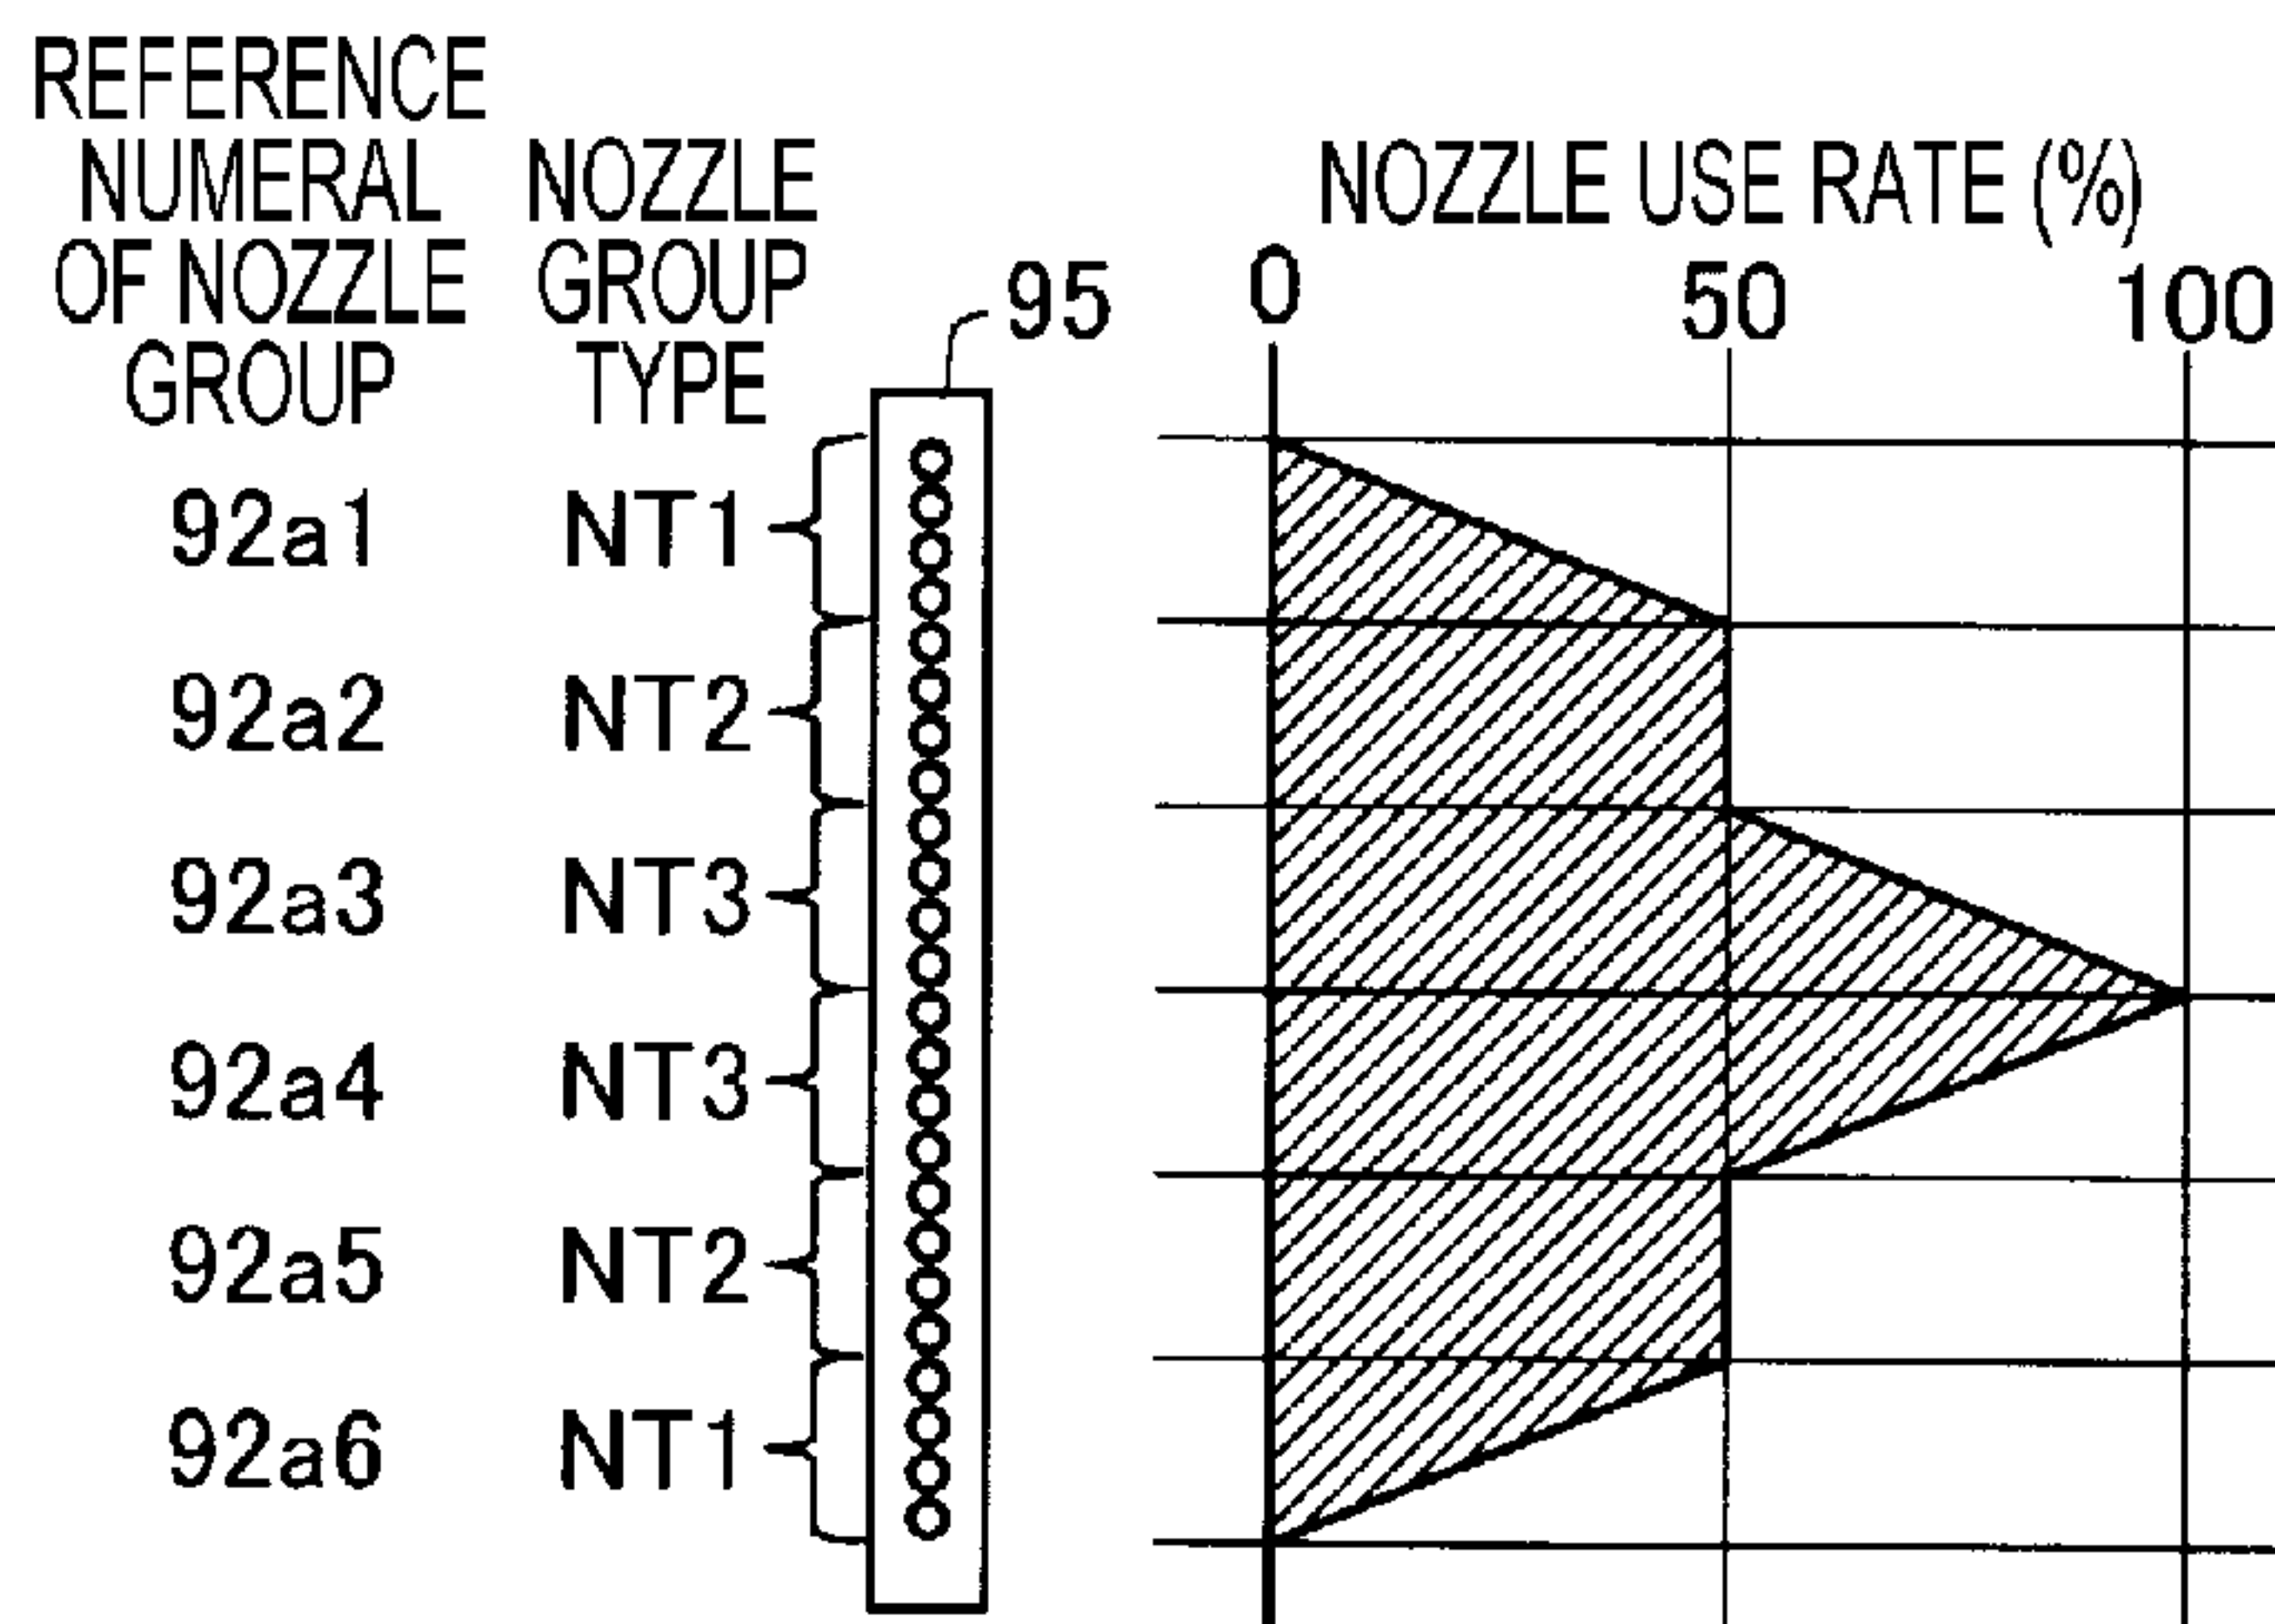 REFERENCE
NUMERAL
OF NOZZLE
GROUP
NOZZLE
GROUP
TYPE
95
NOZZLE USE RATE (%)
0 50 100
92a1 NT1
92a2 NT2
92a3 NT3
92a4 NT3
92a5 NT2
92a6 NT1